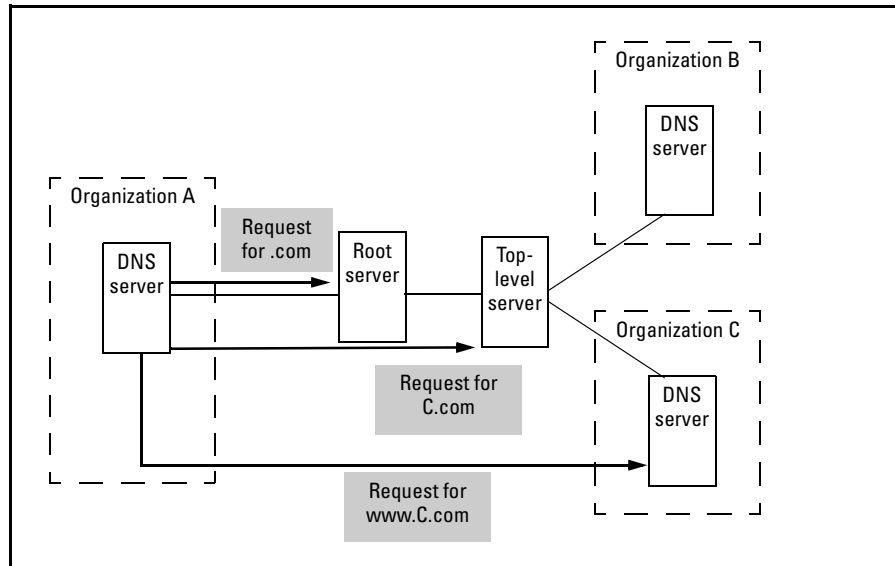 Organization B
DNS
server
Organization A
Request
for .com
DNS
server
Root
server
Top-
level
server
Organization C
Request for
C.com
DNS
server
Request for
www.C.com